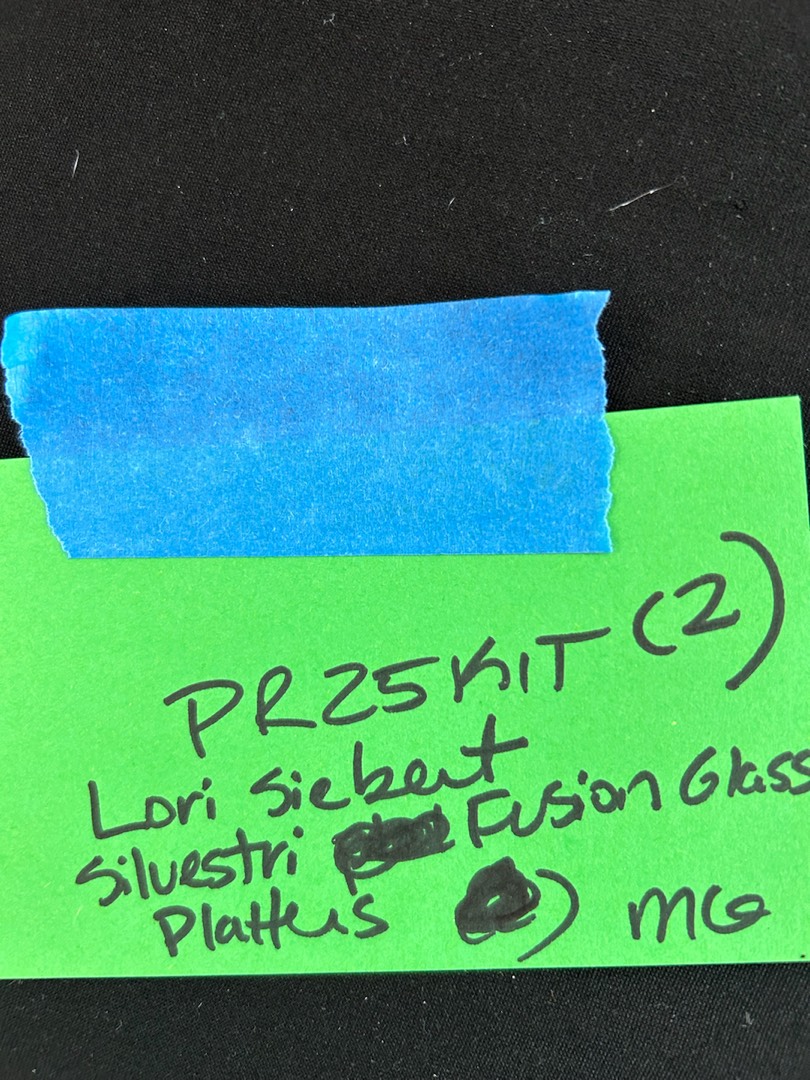 PR25KIT (2)
Lori Siebert
Silvestri Fusion Glass
Platters ) MG